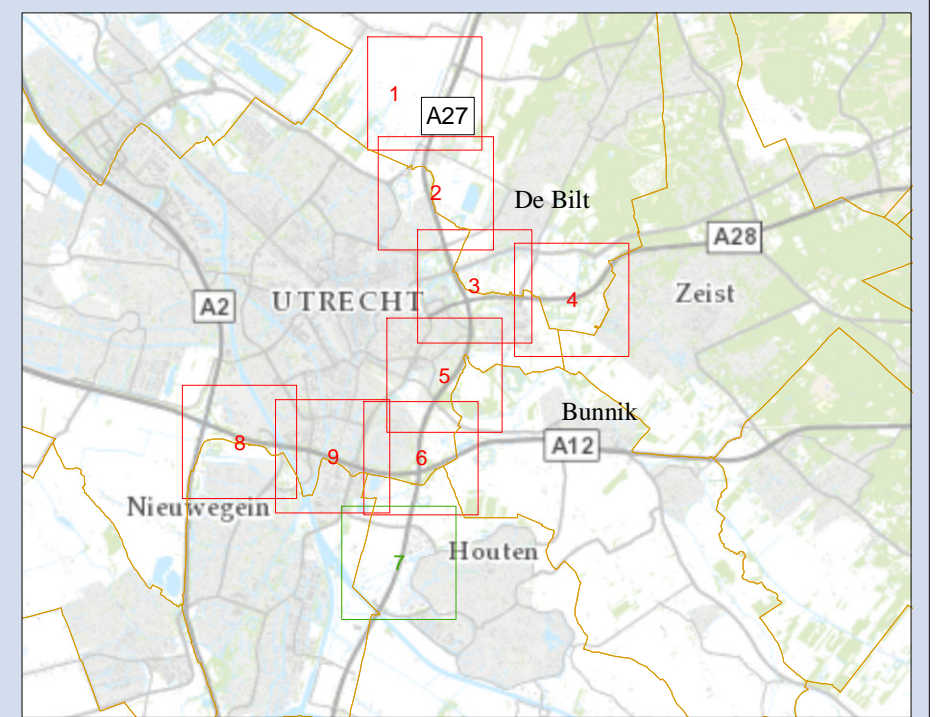 1
A27
2
De Bilt
A28
3
Zeist
4
A2
UTRECHT
5
Bunnik
A12
8
9
6
Nieuwegein
Houten
7